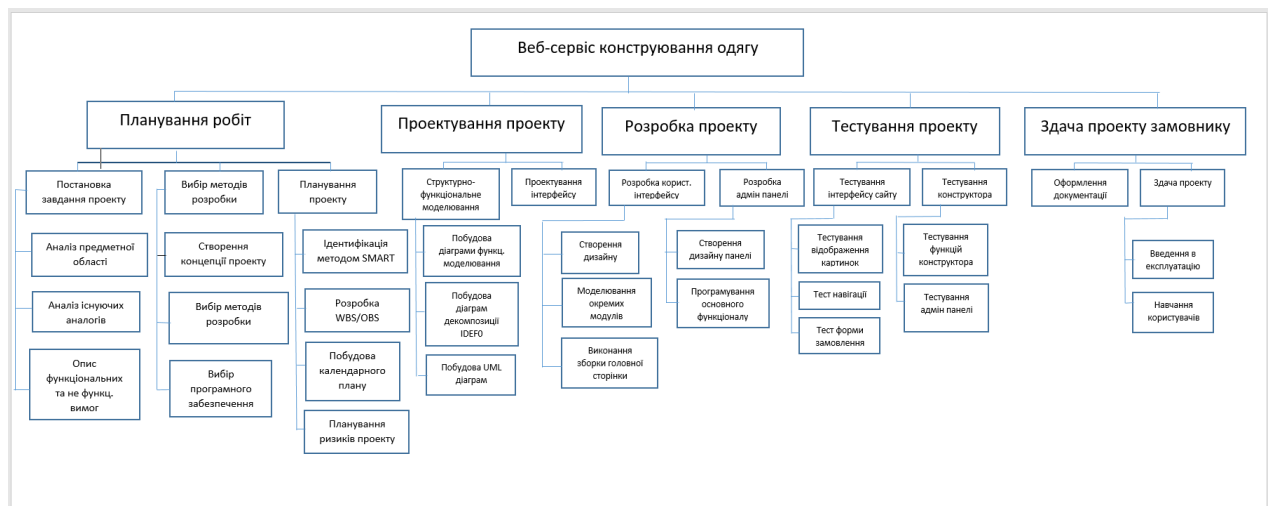 Веб-сервіс конструювання одягу
Планування робіт
Проектування проекту
Розробка проекту
Тестування проекту
Здача проекту замовнику
Постановка
завдання проекту
Вибір методів
розробки
Планування
проекту
Структурно-
функціональне
моделювання
Проектування
інтерфейсу
Розробка корист.
інтерфейсу
Розробка
адмін панелі
Тестування
інтерфейсу сайту
Тестування
конструктора
Оформлення
документації
Здача проекту
Аналіз предметної
області
Аналіз існуючих
аналогів
Опис
функціональних
та не функц.
вимог
Створення
концепції проекту
Вибір методів
розробки
Вибір
програмного
забезпечення
Ідентифікація
методом SMART
Розробка
WBS/OBS
Побудова
календарного
плану
Планування
ризиків проекту
Побудова
діаграми функц.
моделювання
Побудова
діаграм
декомпозиції
IDEF0
Побудова UML
діаграм
Створення
дизайну
Моделювання
окремих
модулів
Виконання
зборки головної
сторінки
Створення
дизайну панелі
Програмування
основного
функціоналу
Тестування
відображення
картинок
Тест навігації
Тест форми
замовлення
Тестування
функцій
конструктора
Тестування
адмін панелі
Введення в
експлуатацію
Навчання
користувачів